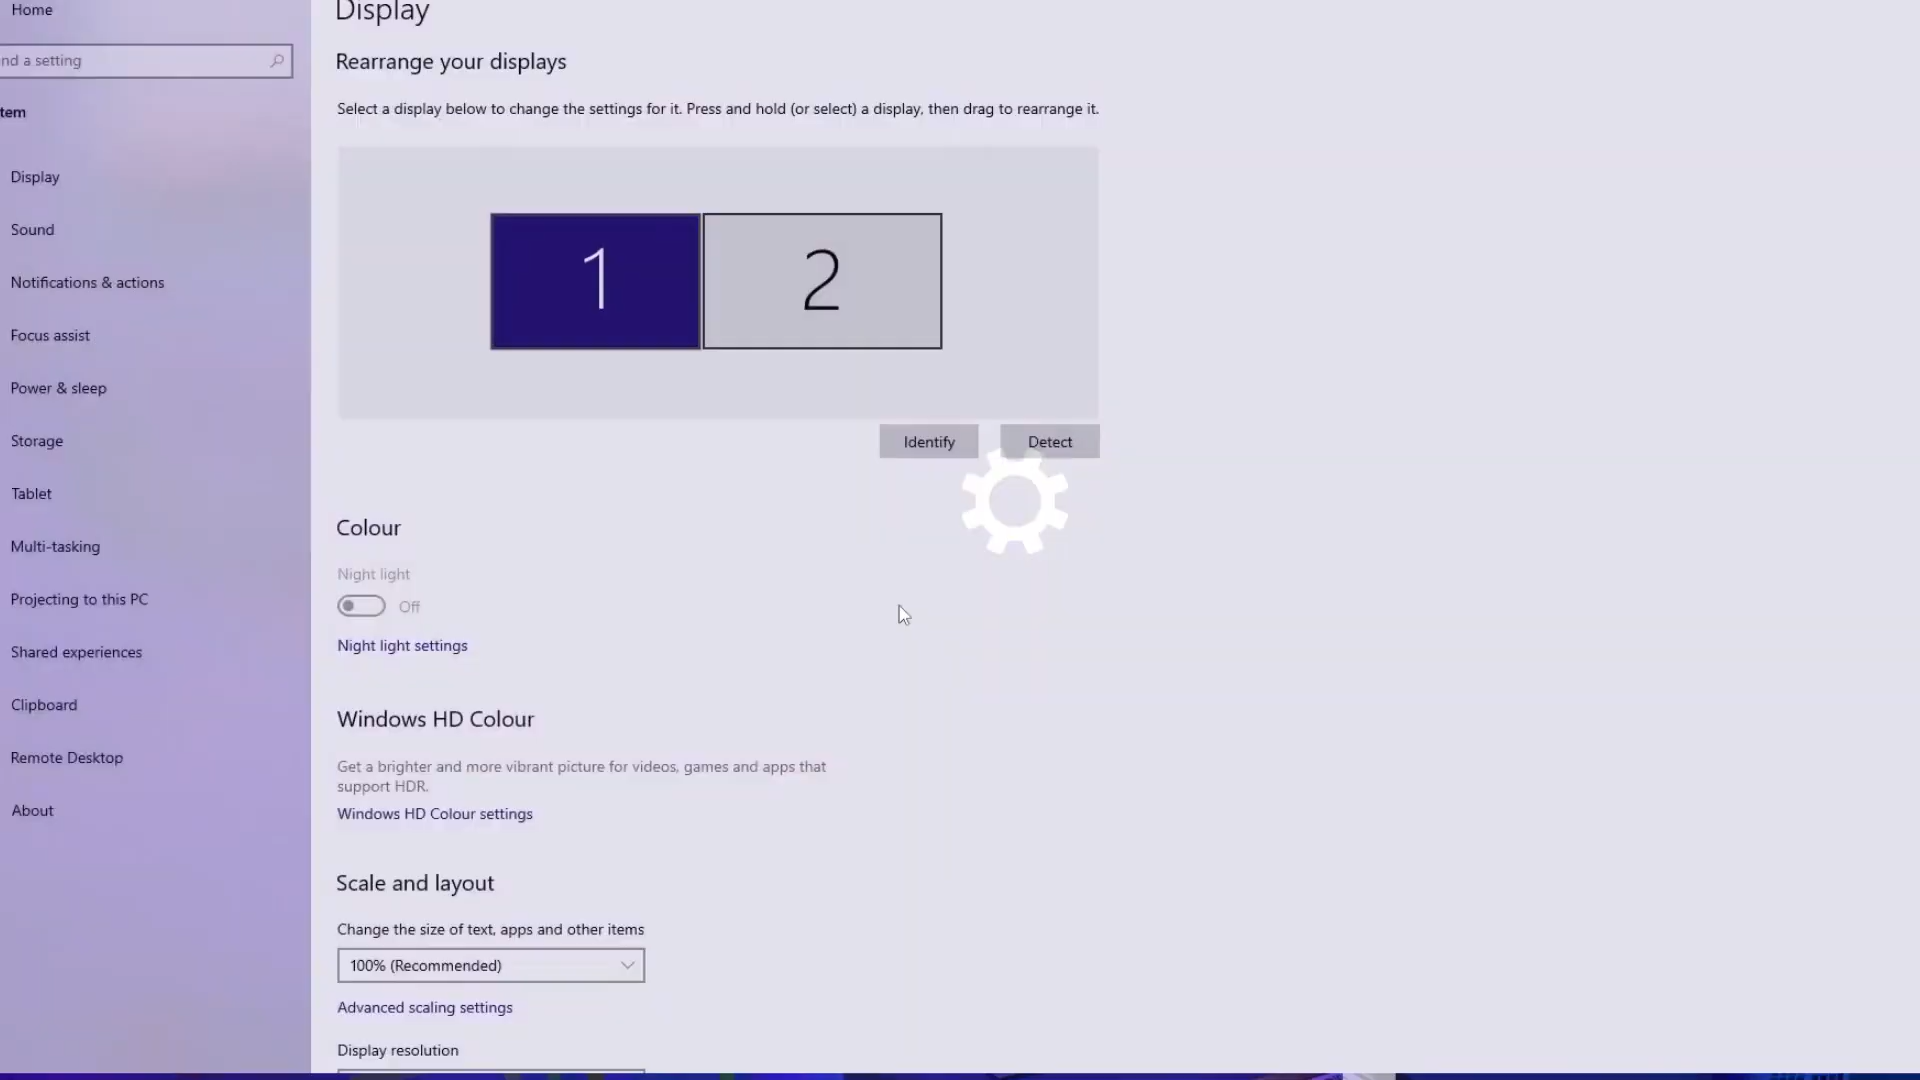 Home
nd a setting
tem
Display
Sound
Notifications & actions
Focus assist
Power & sleep
Storage
Tablet
Multi-tasking
Projecting to this PC
Shared experiences
Clipboard
Remote Desktop
About
Display
Rearrange your displays
Select a display below to change the settings for it. Press and hold (or select) a display, then drag to rearrange it.
1
2
Identify
Detect
Colour
Night light
Off
Night light settings
Windows HD Colour
Get a brighter and more vibrant picture for videos, games and apps that
support HDR.
Windows HD Colour settings
Scale and layout
Change the size of text, apps and other items
100% (Recommended)
Advanced scaling settings
Display resolution